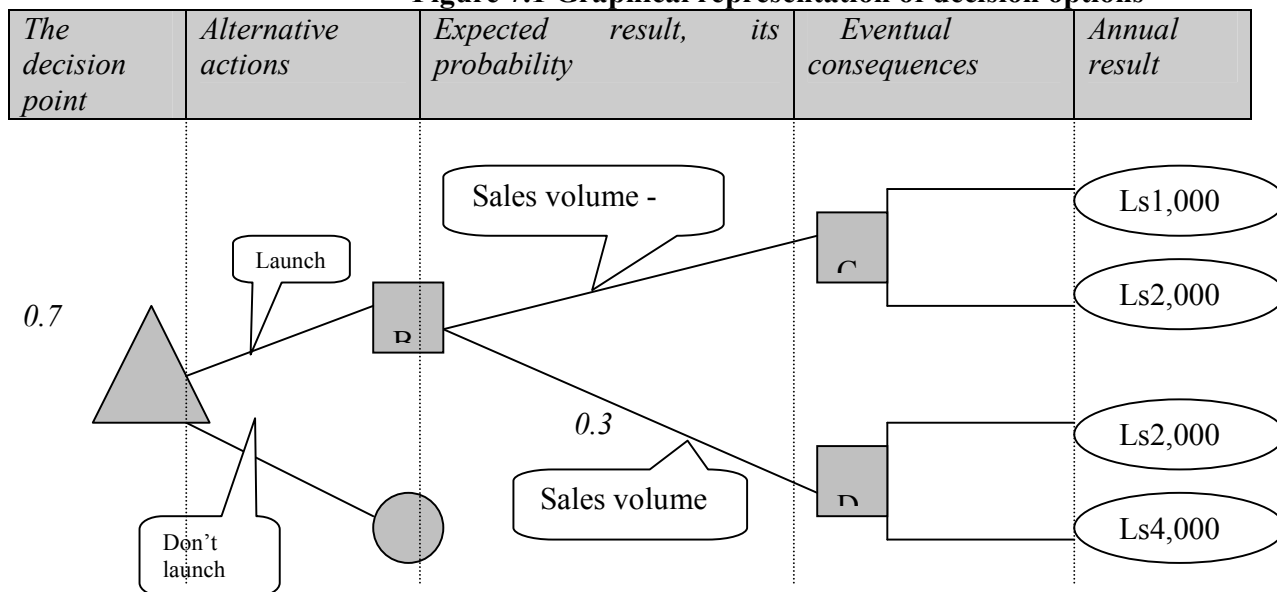 Figure 7.1 Graphical representation of decision options
The
decision
point
Alternative
actions
Expected result, its
probability
Eventual
consequences
Annual
result
Sales volume -
Launch
0.7
B
C
Ls1,000
Ls2,000
0.3
Sales volume
D
Ls2,000
Ls4,000
Don’t
launch